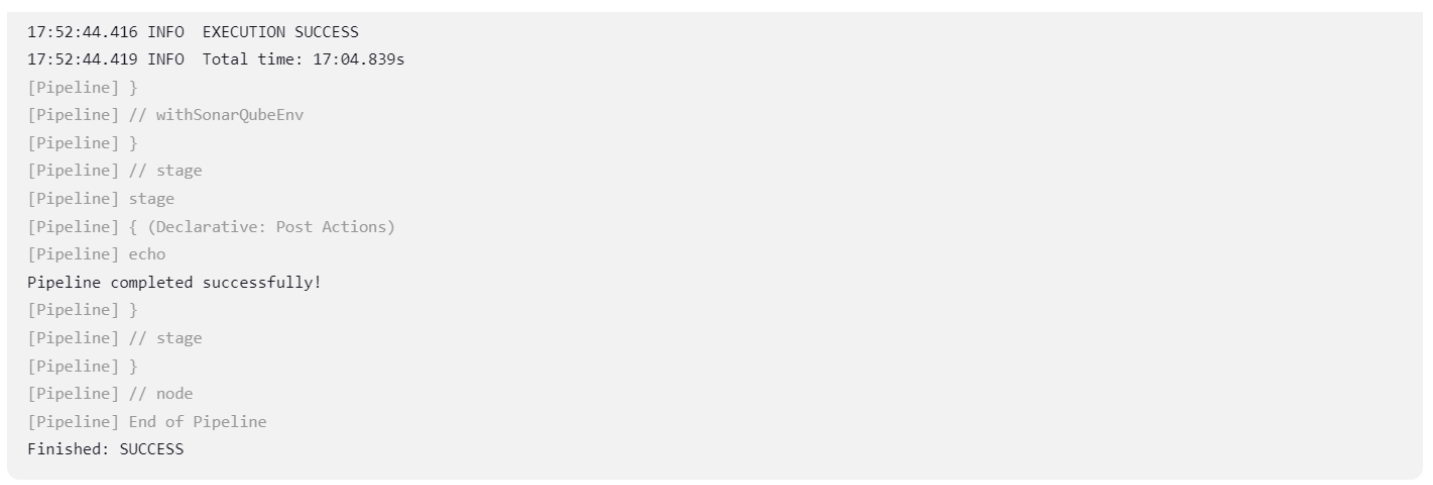 17:52:44.416 INFO  EXECUTION SUCCESS
17:52:44.419 INFO  Total time: 17:04.839s
[Pipeline] }
[Pipeline] // withSonarQubeEnv
[Pipeline] }
[Pipeline] // stage
[Pipeline] stage
[Pipeline] { (Declarative: Post Actions)
[Pipeline] echo
Pipeline completed successfully!
[Pipeline] }
[Pipeline] // stage
[Pipeline] }
[Pipeline] // node
[Pipeline] End of Pipeline
Finished: SUCCESS